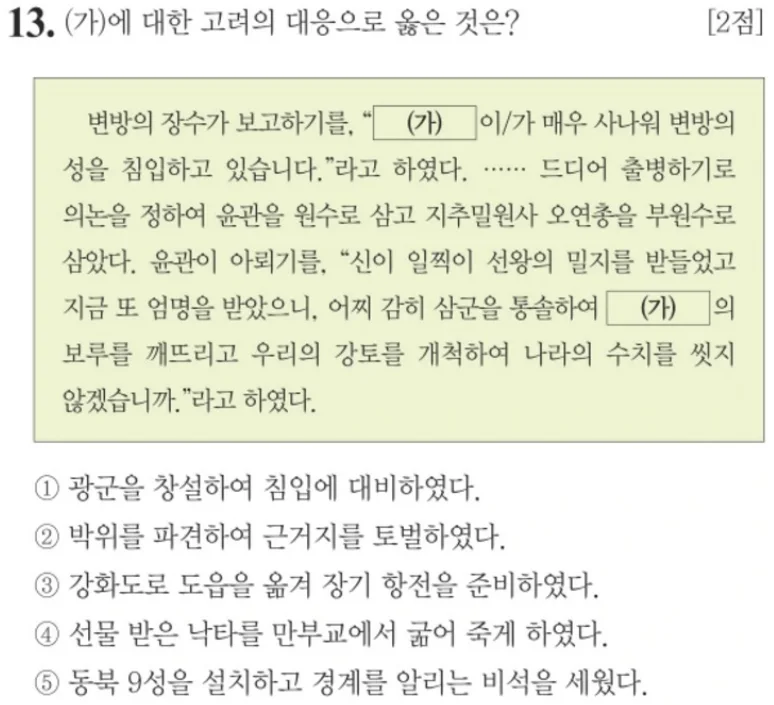 13. (가)에 대한 고려의 대응으로 옳은 것은? [2점]
변방의 장수가 보고하기를, “ (가) 이/가 매우 사나워 변방의
성을 침입하고 있습니다.”라고 하였다. …… 드디어 출병하기로
의논을 정하여 윤관을 원수로 삼고 지추밀원사 오연총을 부원수로
삼았다. 윤관이 아뢰기를, “신이 일찍이 선왕의 밀지를 받들었고
지금 또 엄명을 받았으니, 어찌 감히 삼군을 통솔하여 (가) 의
보루를 깨뜨리고 우리의 강토를 개척하여 나라의 수치를 씻지
않겠습니까.”라고 하였다.
① 광군을 창설하여 침입에 대비하였다.
② 박위를 파견하여 근거지를 토벌하였다.
③ 강화도로 도읍을 옮겨 장기 항전을 준비하였다.
④ 선물 받은 낙타를 만부교에서 굶어 죽게 하였다.
⑤ 동북 9성을 설치하고 경계를 알리는 비석을 세웠다.